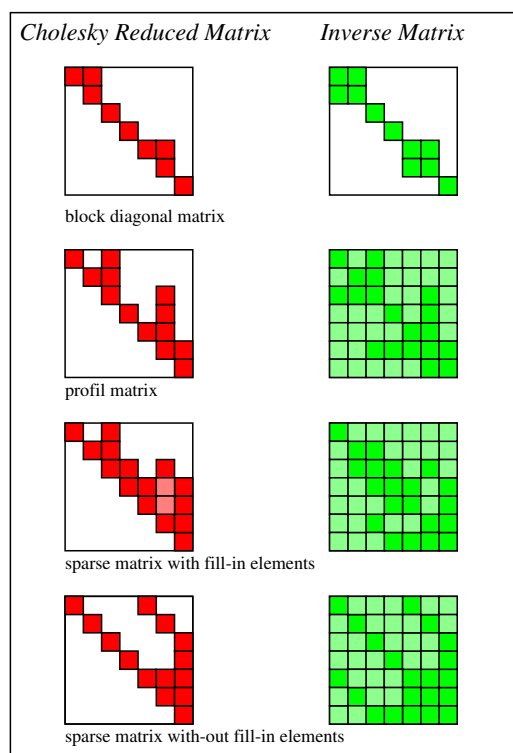 Cholesky Reduced Matrix Inverse Matrix
block diagonal matrix
profil matrix
sparse matrix with fill-in elements
sparse matrix with-out fill-in elements